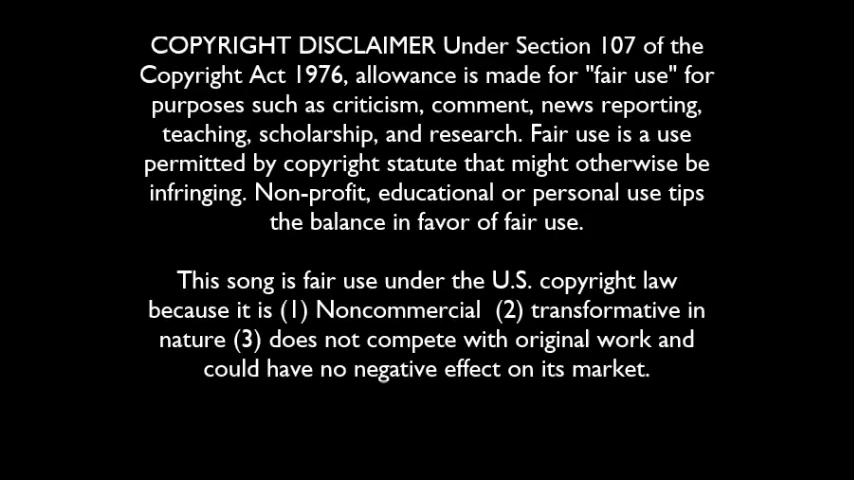 COPYRIGHT DISCLAIMER Under Section 107 of the
Copyright Act 1976, allowance is made for "fair use" for
purposes such as criticism, comment, news reporting,
teaching, scholarship, and research. Fair use is a use
permitted by copyright statute that might otherwise be
infringing. Non-profit, educational or personal use tips
the balance in favor of fair use.
This song is fair use under the U.S. copyright law
because it is (1) Noncommercial (2) transformative in
nature (3) does not compete with original work and
could have no negative effect on its market.